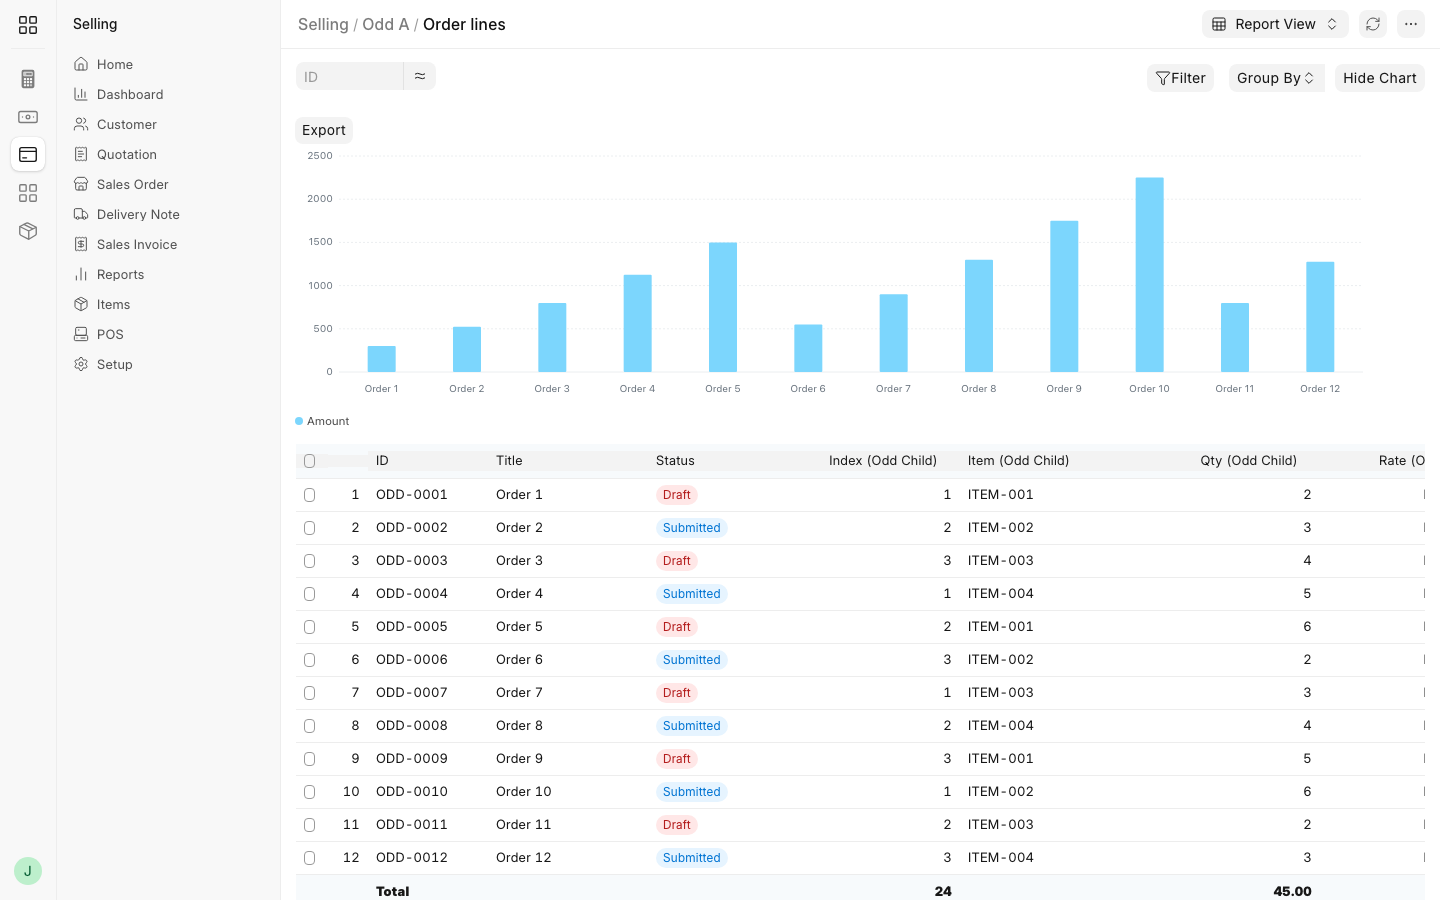 Selling
Selling / Odd A / Order lines
Report View
Home
Dashboard
Customer
Quotation
Sales Order
Delivery Note
Sales Invoice
Reports
Items
POS
Setup
J
ID ≈
Filter
Group By
Hide Chart
Export
2500
2000
1500
1000
500
0
Order 1 Order 2 Order 3 Order 4 Order 5 Order 6 Order 7 Order 8 Order 9 Order 10 Order 11 Order 12
Amount
ID Title Status Index (Odd Child) Item (Odd Child) Qty (Odd Child) Rate (O
1 ODD-0001 Order 1 Draft 1 ITEM-001 2
2 ODD-0002 Order 2 Submitted 2 ITEM-002 3
3 ODD-0003 Order 3 Draft 3 ITEM-003 4
4 ODD-0004 Order 4 Submitted 1 ITEM-004 5
5 ODD-0005 Order 5 Draft 2 ITEM-001 6
6 ODD-0006 Order 6 Submitted 3 ITEM-002 2
7 ODD-0007 Order 7 Draft 1 ITEM-003 3
8 ODD-0008 Order 8 Submitted 2 ITEM-004 4
9 ODD-0009 Order 9 Draft 3 ITEM-001 5
10 ODD-0010 Order 10 Submitted 1 ITEM-002 6
11 ODD-0011 Order 11 Draft 2 ITEM-003 2
12 ODD-0012 Order 12 Submitted 3 ITEM-004 3
Total 24 45.00